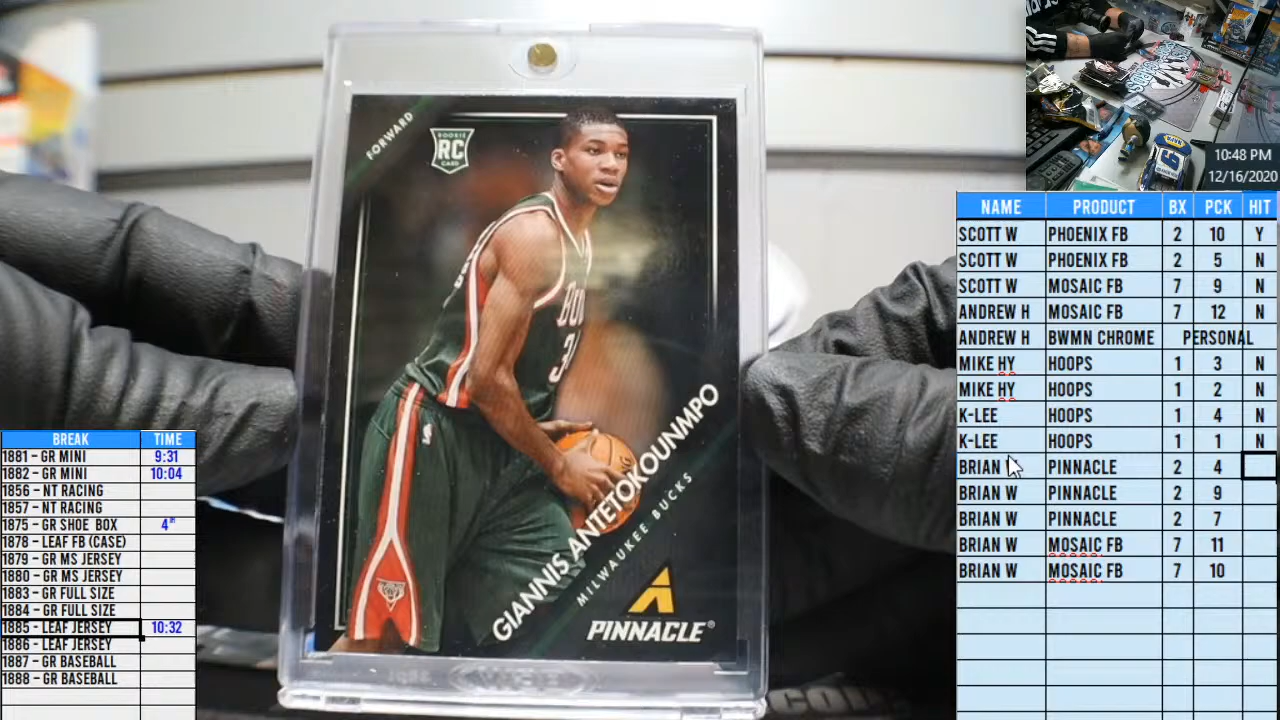 FORWARD
ROOKIE
RC
CARD
BUCKS
GIANNIS ANTETOKOUNMPO
MILWAUKEE BUCKS
PINNACLE®
10:48 PM
12/16/2020
NAME PRODUCT BX PCK HIT
SCOTT W PHOENIX FB 2 10 Y
SCOTT W PHOENIX FB 2 5 N
SCOTT W MOSAIC FB 7 9 N
ANDREW H MOSAIC FB 7 12 N
ANDREW H BWMN CHROME PERSONAL
MIKE HY HOOPS 1 3 N
MIKE HY HOOPS 1 2 N
K-LEE HOOPS 1 4 N
K-LEE HOOPS 1 1 N
BRIAN W PINNACLE 2 4
BRIAN W PINNACLE 2 9
BRIAN W PINNACLE 2 7
BRIAN W MOSAIC FB 7 11
BRIAN W MOSAIC FB 7 10
BREAK TIME
1881 – GR MINI 9:31
1882 – GR MINI 10:04
1856 – NT RACING
1857 – NT RACING
1875 – GR SHOE BOX 4th
1878 – LEAF FB (CASE)
1879 – GR MS JERSEY
1880 – GR MS JERSEY
1883 – GR FULL SIZE
1884 – GR FULL SIZE
1885 – LEAF JERSEY 10:32
1886 – LEAF JERSEY
1887 – GR BASEBALL
1888 – GR BASEBALL